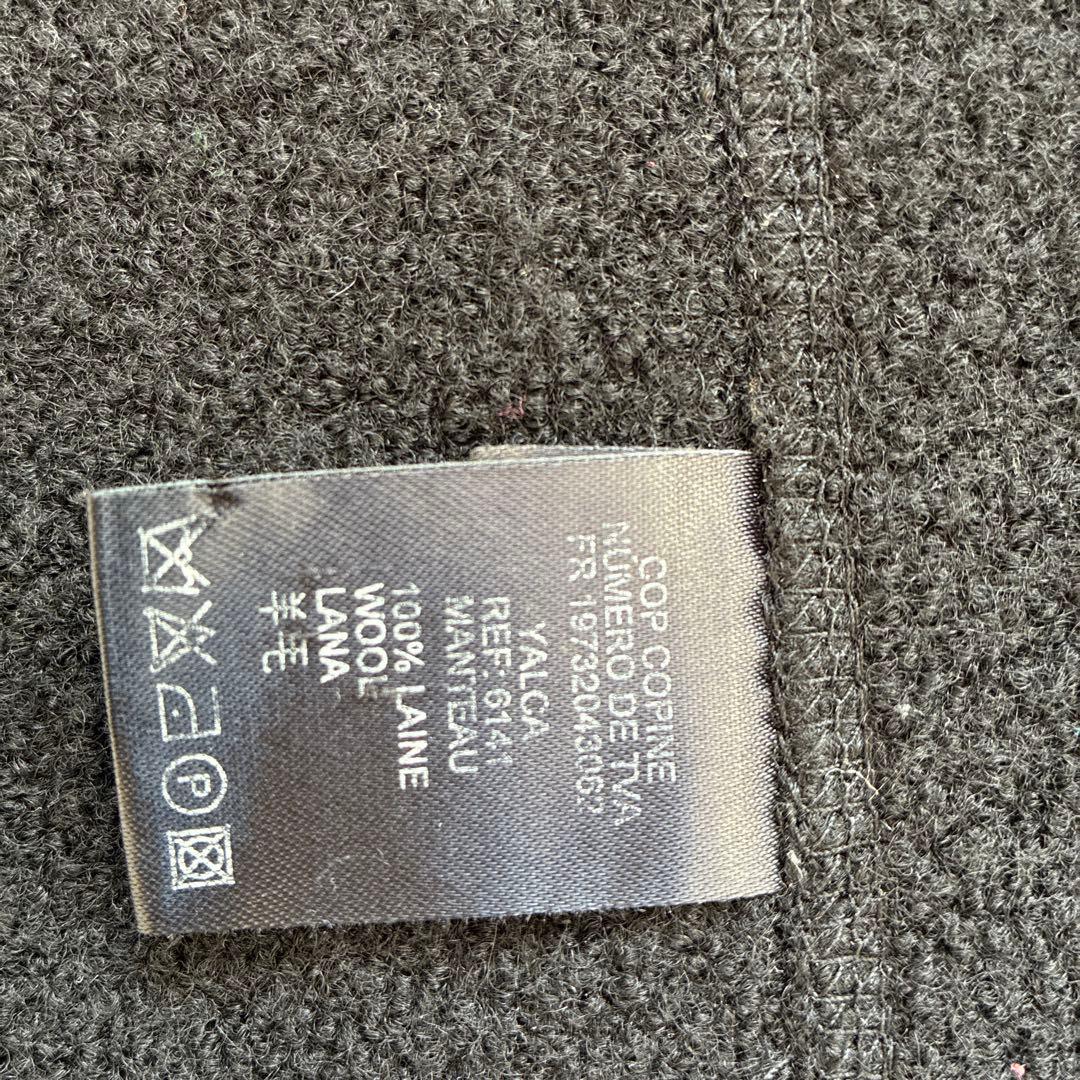 COP COPINE
NUMERO DE TVA
FR 19732043062
YALCA
REF: 6141
MANTEAU
100% LAINE
WOOL
LANA
羊毛
P